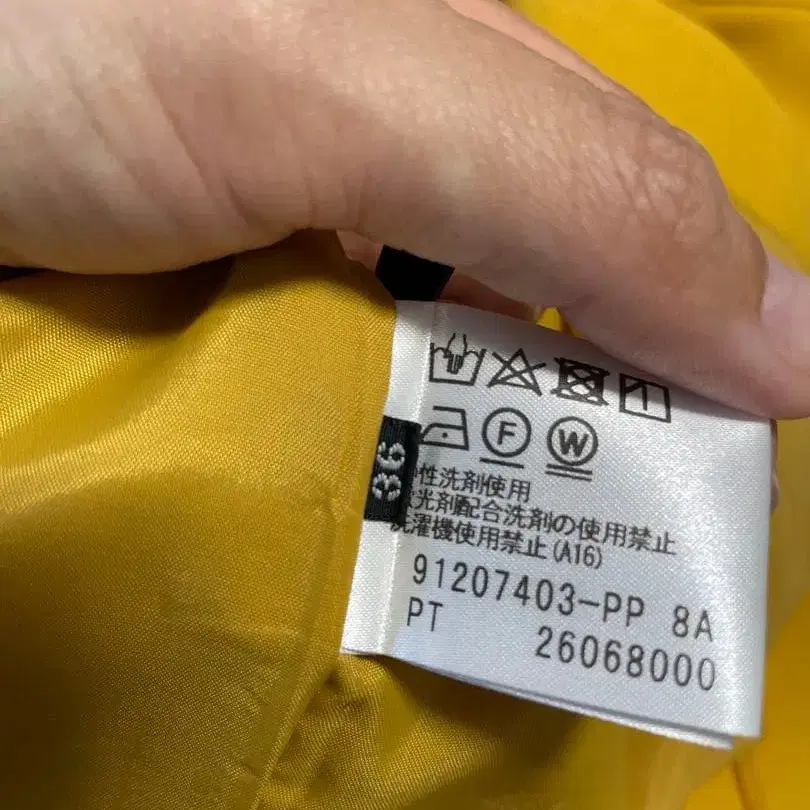 F W
36
性洗剤使用
光剤配合洗剤の使用禁止
洗濯機使用禁止(A16)
91207403-PP 8A
PT 26068000